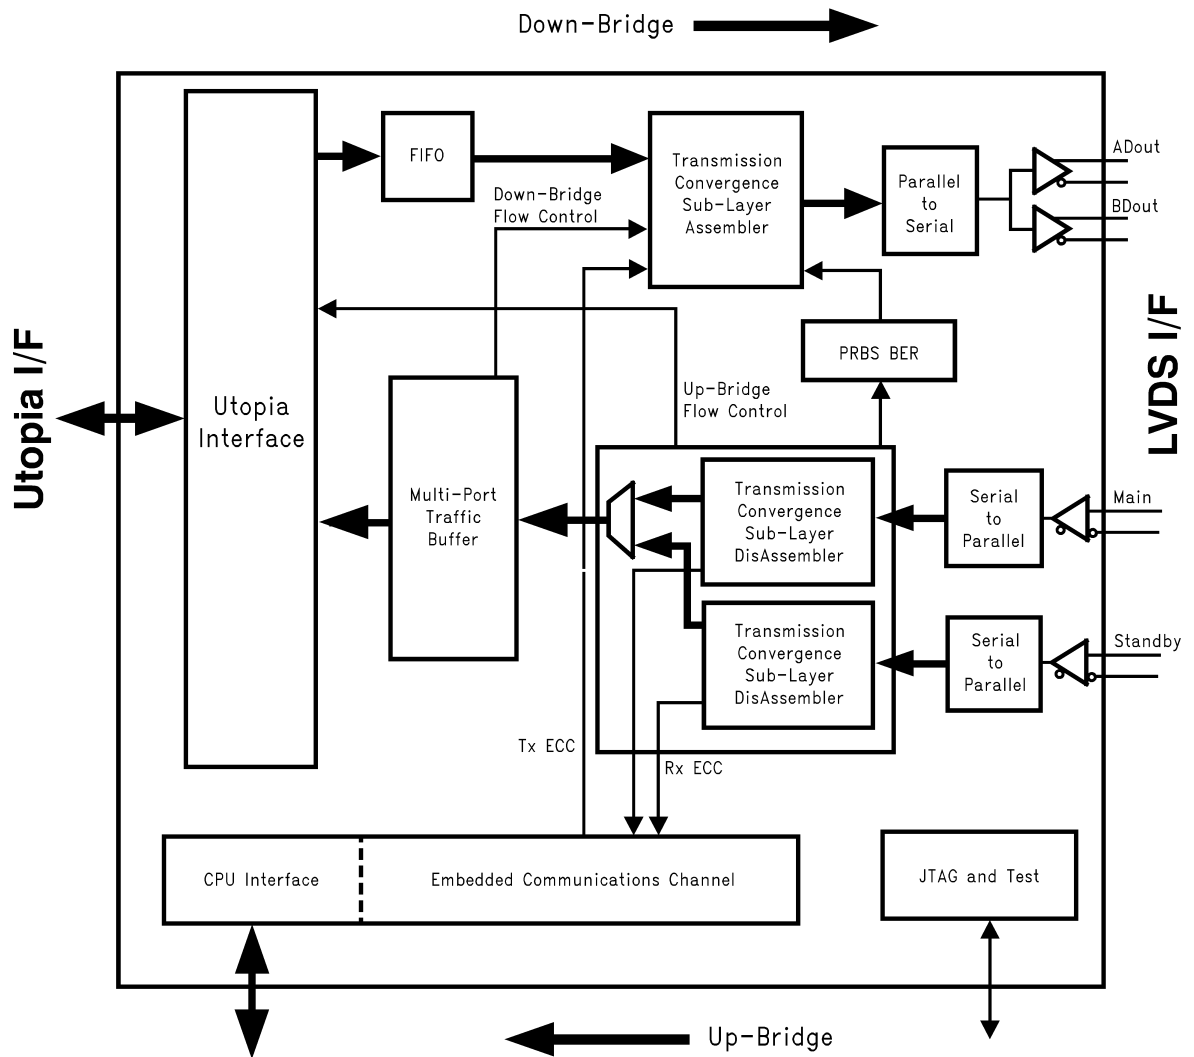 Down-Bridge
ADout
FIFO
Transmission
Convergence
Sub-Layer
Assembler
Parallel
to
Serial
Down-Bridge
Flow Control
BDout
PRBS BER
Utopia I/F
LVDS I/F
Utopia
Interface
Up-Bridge
Flow Control
Multi-Port
Traffic
Buffer
Transmission
Convergence
Sub-Layer
DisAssembler
Serial
to
Parallel
Main
Transmission
Convergence
Sub-Layer
DisAssembler
Serial
to
Parallel
Standby
Tx ECC
Rx ECC
CPU Interface
Embedded Communications Channel
JTAG and Test
Up-Bridge